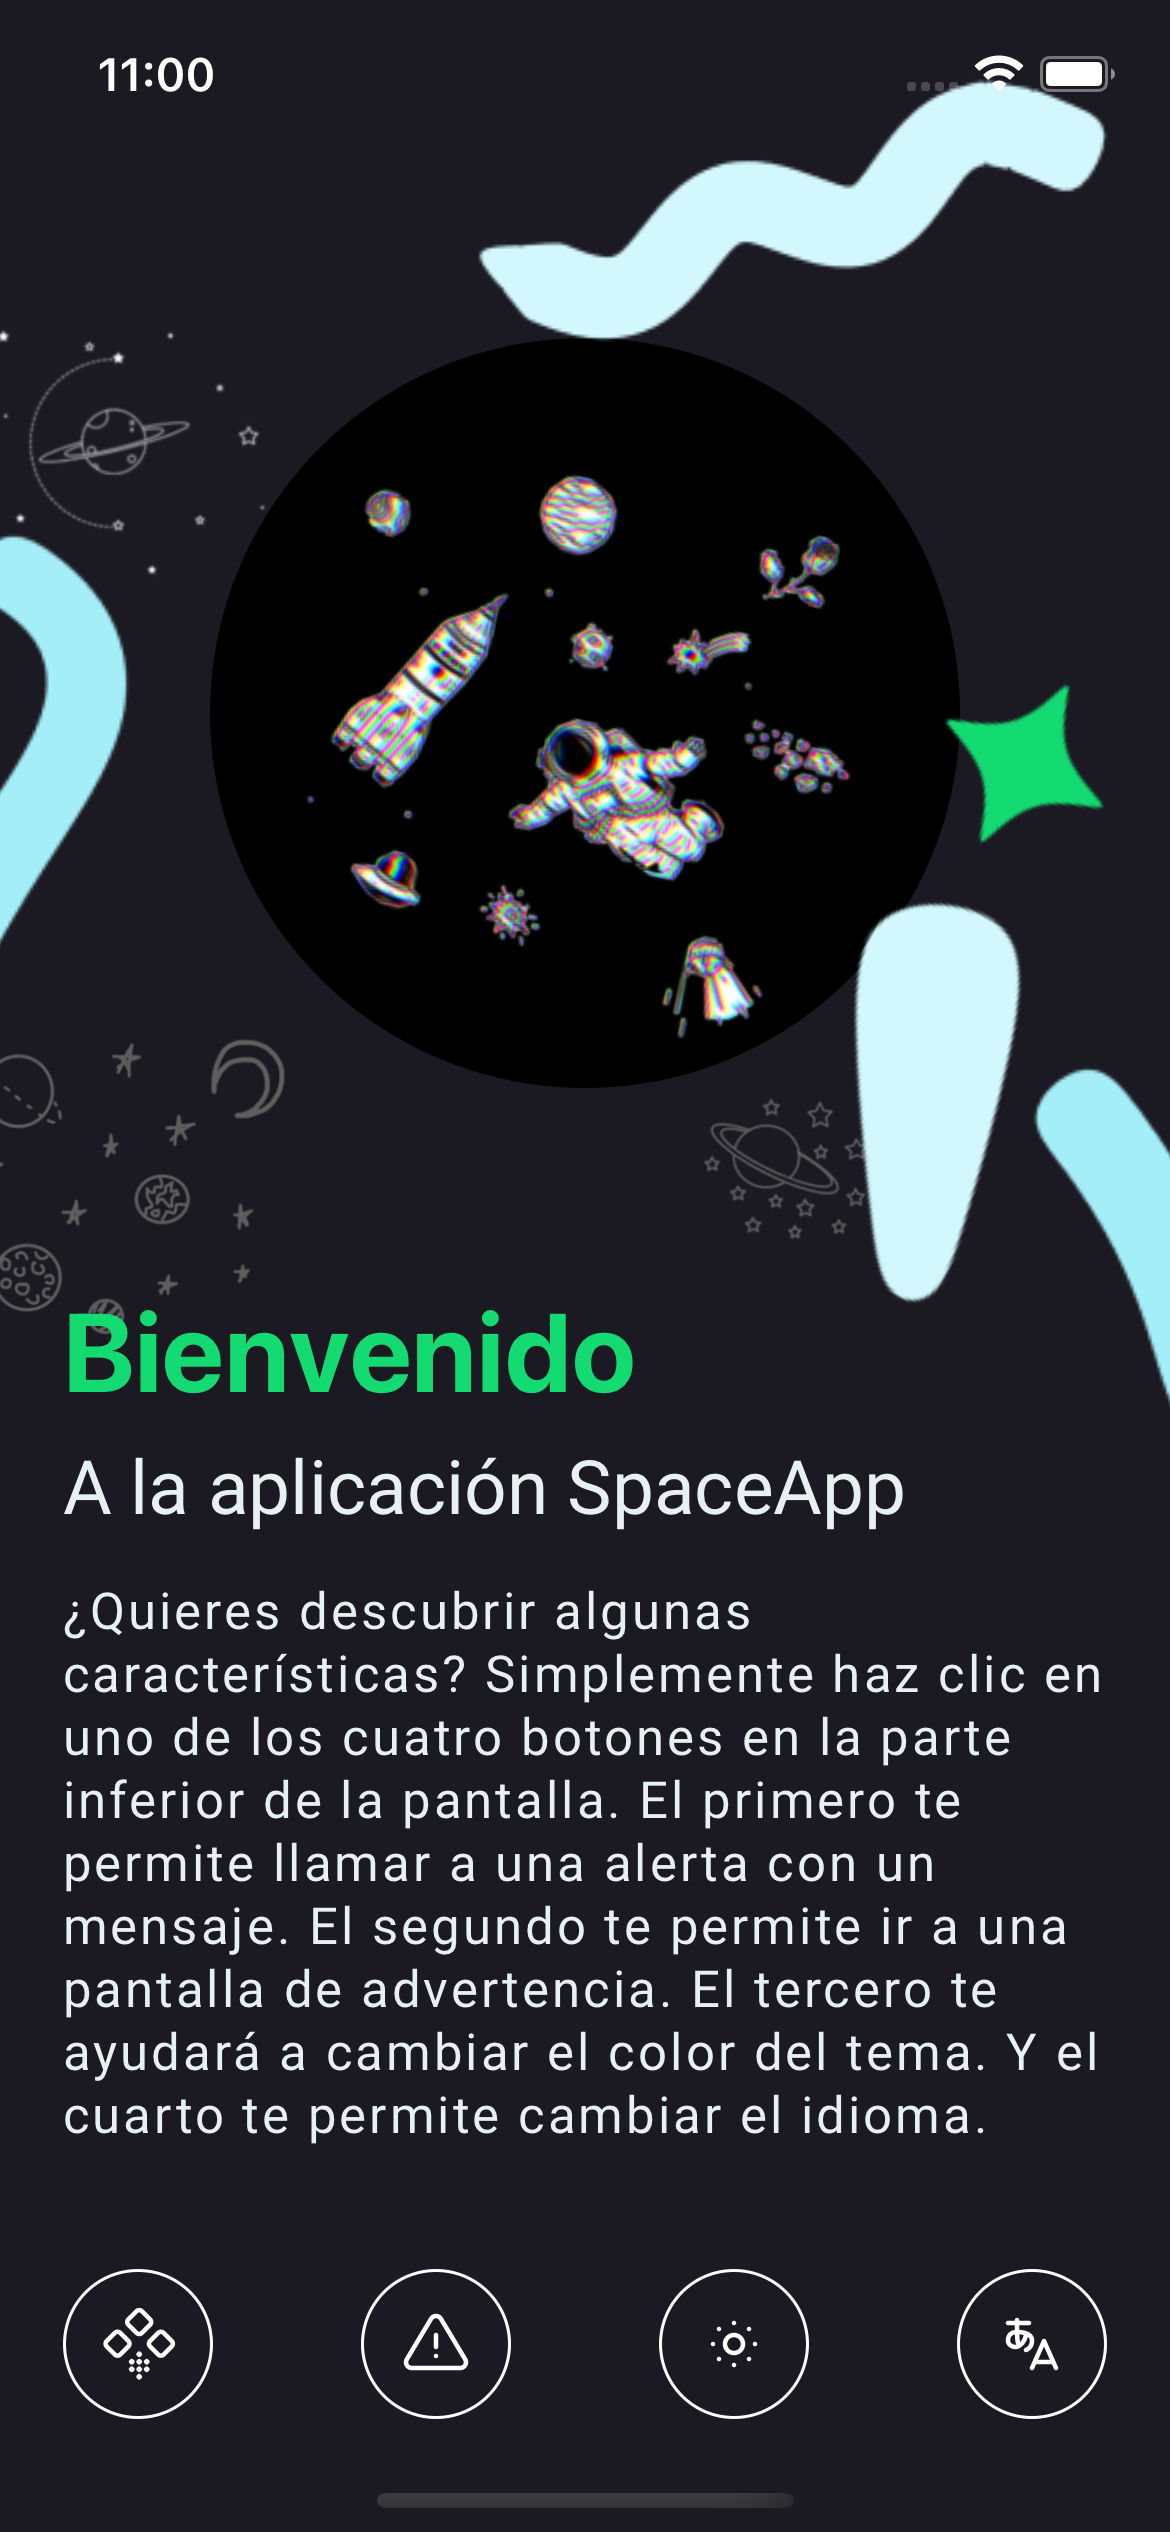 11:00
Bienvenido
A la aplicación SpaceApp
¿Quieres descubrir algunas
características? Simplemente haz clic en
uno de los cuatro botones en la parte
inferior de la pantalla. El primero te
permite llamar a una alerta con un
mensaje. El segundo te permite ir a una
pantalla de advertencia. El tercero te
ayudará a cambiar el color del tema. Y el
cuarto te permite cambiar el idioma.